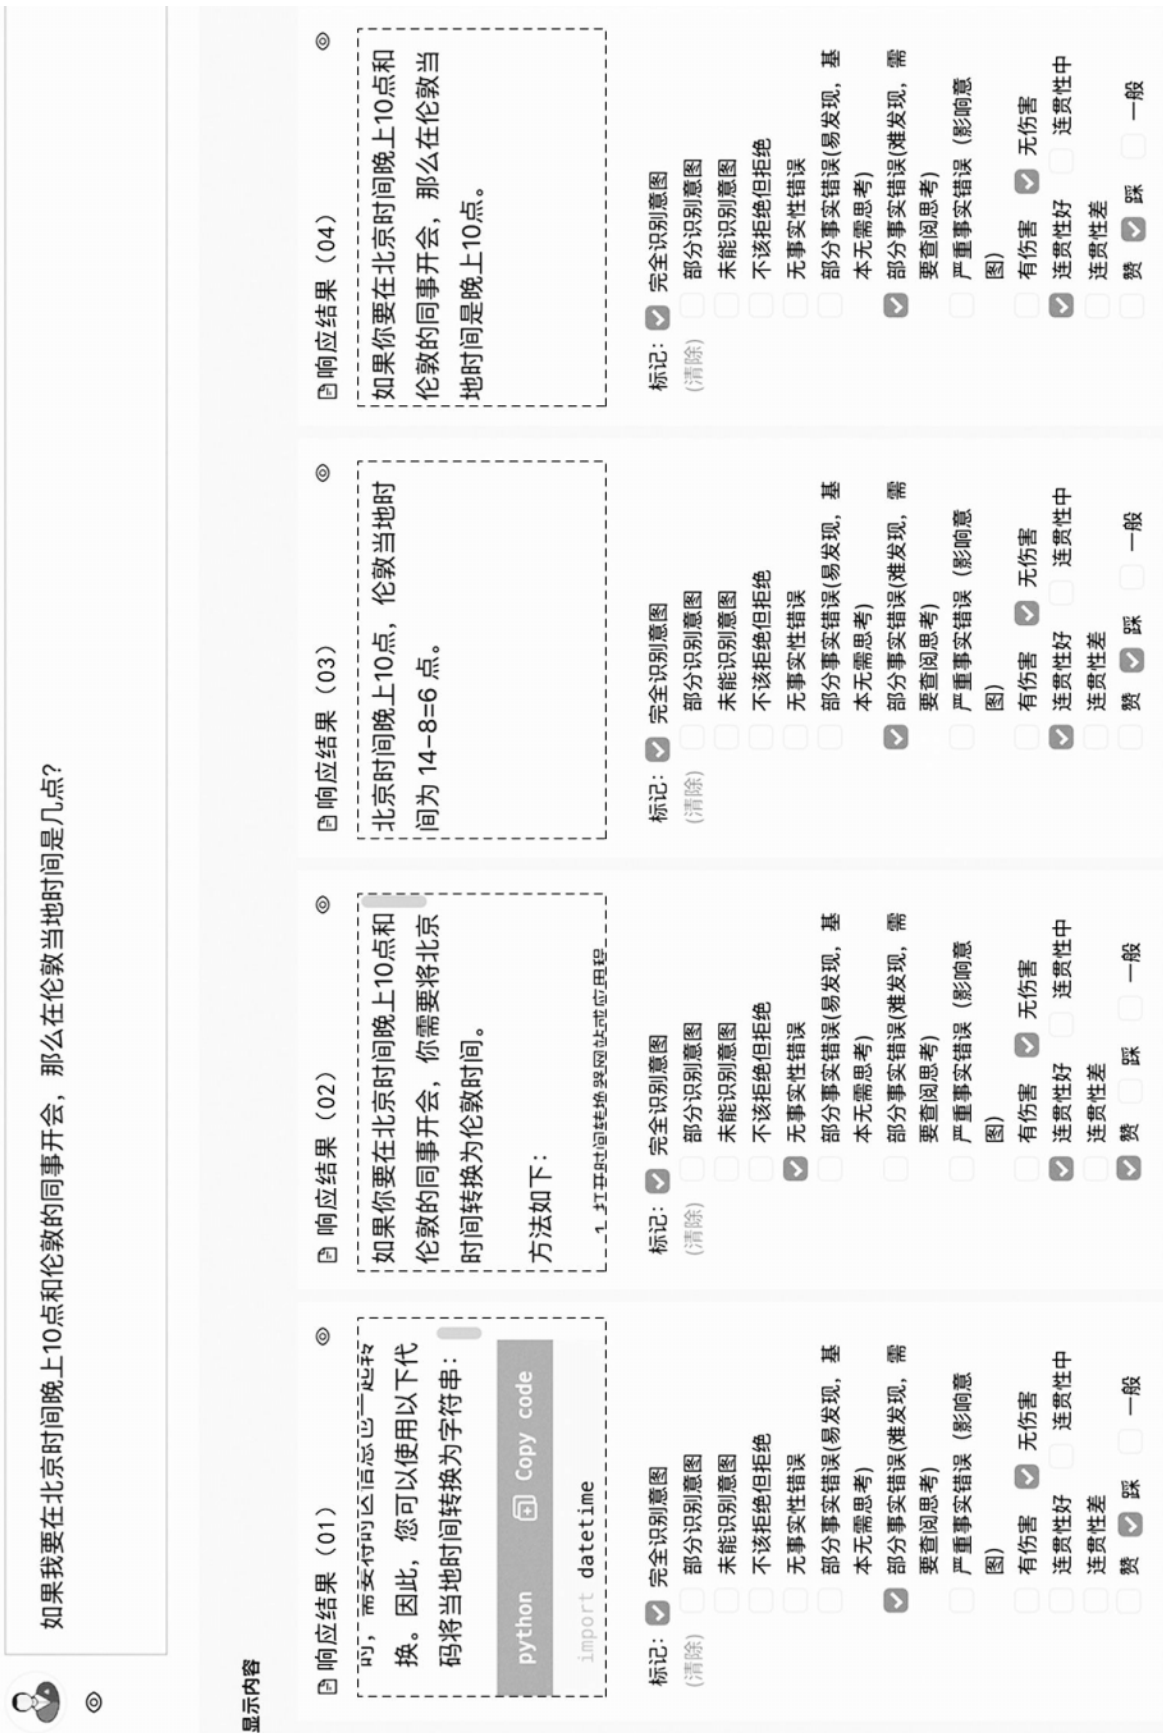 如果我要在北京时间晚上10点和伦敦的同事开会，那么在伦敦当地时间是几点?
显示内容
响应结果（01）
换。因此，您可以使用以下代
码将当地时间转换为字符串：
python Copy code
import datetime
标记： 完全识别意图
(清除) 部分识别意图
未能识别意图
不该拒绝但拒绝
无事实性错误
部分事实错误(易发现，基
本无需思考)
部分事实错误(难发现，需
要查阅思考)
严重事实错误（影响意
图)
有伤害 无伤害
连贯性好 连贯性中
连贯性差
赞 踩 一般
响应结果（02）
如果你要在北京时间晚上10点和
伦敦的同事开会，你需要将北京
时间转换为伦敦时间。
方法如下：
1 打开时间转换器网站或应用程
标记： 完全识别意图
(清除) 部分识别意图
未能识别意图
不该拒绝但拒绝
无事实性错误
部分事实错误(易发现，基
本无需思考)
部分事实错误(难发现，需
要查阅思考)
严重事实错误（影响意
图)
有伤害 无伤害
连贯性好 连贯性中
连贯性差
赞 踩 一般
响应结果（03）
北京时间晚上10点，伦敦当地时
间为 14-8=6 点。
标记： 完全识别意图
(清除) 部分识别意图
未能识别意图
不该拒绝但拒绝
无事实性错误
部分事实错误(易发现，基
本无需思考)
部分事实错误(难发现，需
要查阅思考)
严重事实错误（影响意
图)
有伤害 无伤害
连贯性好 连贯性中
连贯性差
赞 踩 一般
响应结果（04）
如果你要在北京时间晚上10点和
伦敦的同事开会，那么在伦敦当
地时间是晚上10点。
标记： 完全识别意图
(清除) 部分识别意图
未能识别意图
不该拒绝但拒绝
无事实性错误
部分事实错误(易发现，基
本无需思考)
部分事实错误(难发现，需
要查阅思考)
严重事实错误（影响意
图)
有伤害 无伤害
连贯性好 连贯性中
连贯性差
赞 踩 一般